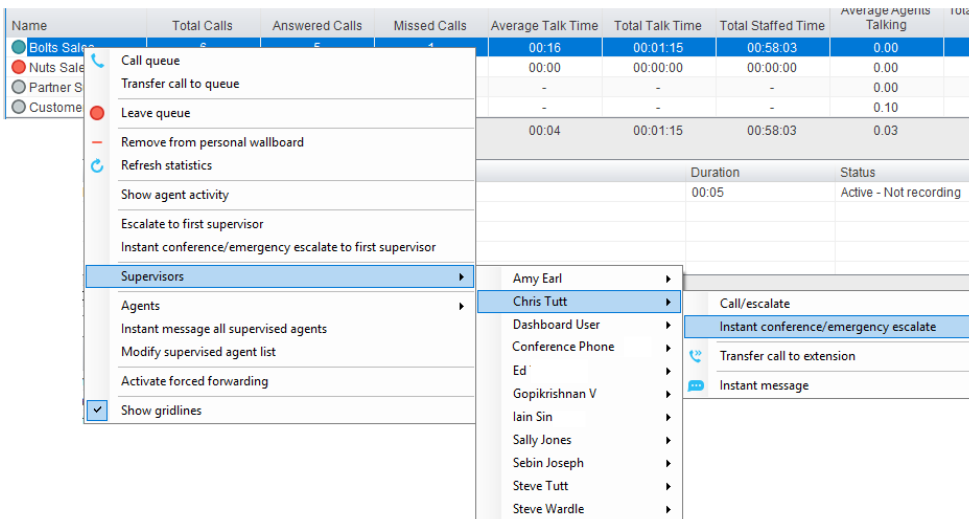 Name Total Calls Answered Calls Missed Calls Average Talk Time Total Talk Time Total Staffed Time Average Agents Talking
Bolts Sales 6 5 1 00:16 00:01:15 00:58:03 0.00
Nuts Sale 00:00 00:00:00 00:00:00 0.00
Partner S - - - 0.00
Custome - - - 0.10
00:04 00:01:15 00:58:03 0.03
Duration Status
00:05 Active - Not recording
Call queue
Transfer call to queue
Leave queue
Remove from personal wallboard
Refresh statistics
Show agent activity
Escalate to first supervisor
Instant conference/emergency escalate to first supervisor
Supervisors
Agents
Instant message all supervised agents
Modify supervised agent list
Activate forced forwarding
Show gridlines
Amy Earl
Chris Tutt
Dashboard User
Conference Phone
Ed
Gopikrishnan V
Iain Sin
Sally Jones
Sebin Joseph
Steve Tutt
Steve Wardle
Call/escalate
Instant conference/emergency escalate
Transfer call to extension
Instant message